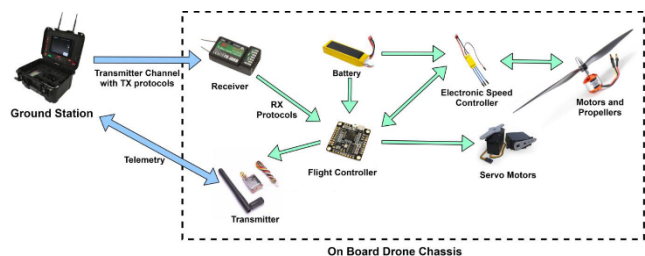 Ground Station
Transmitter Channel
with TX protocols
Receiver
RX
Protocols
Battery
Electronic Speed
Controller
Motors and
Propellers
Telemetry
Transmitter
Flight Controller
Servo Motors
On Board Drone Chassis